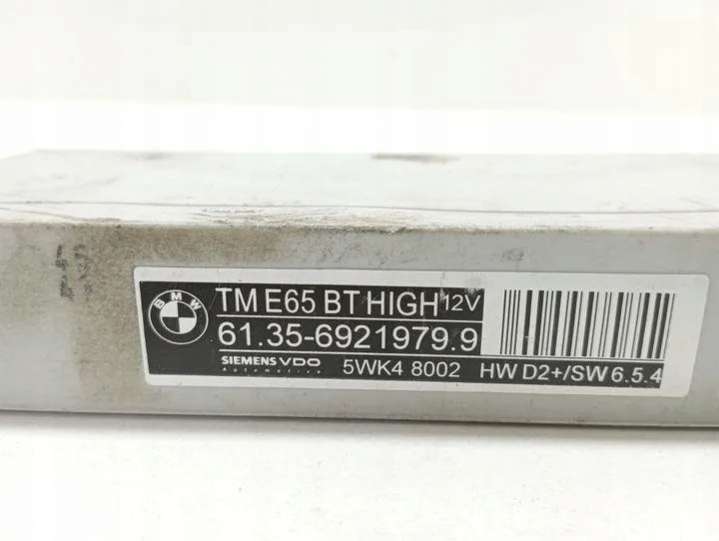 BMW
TM E65 BT HIGH 12V
61.35-6921979.9
SIEMENS VDO
Automotive
5WK4 8002 HW D2+/SW 6.5.4